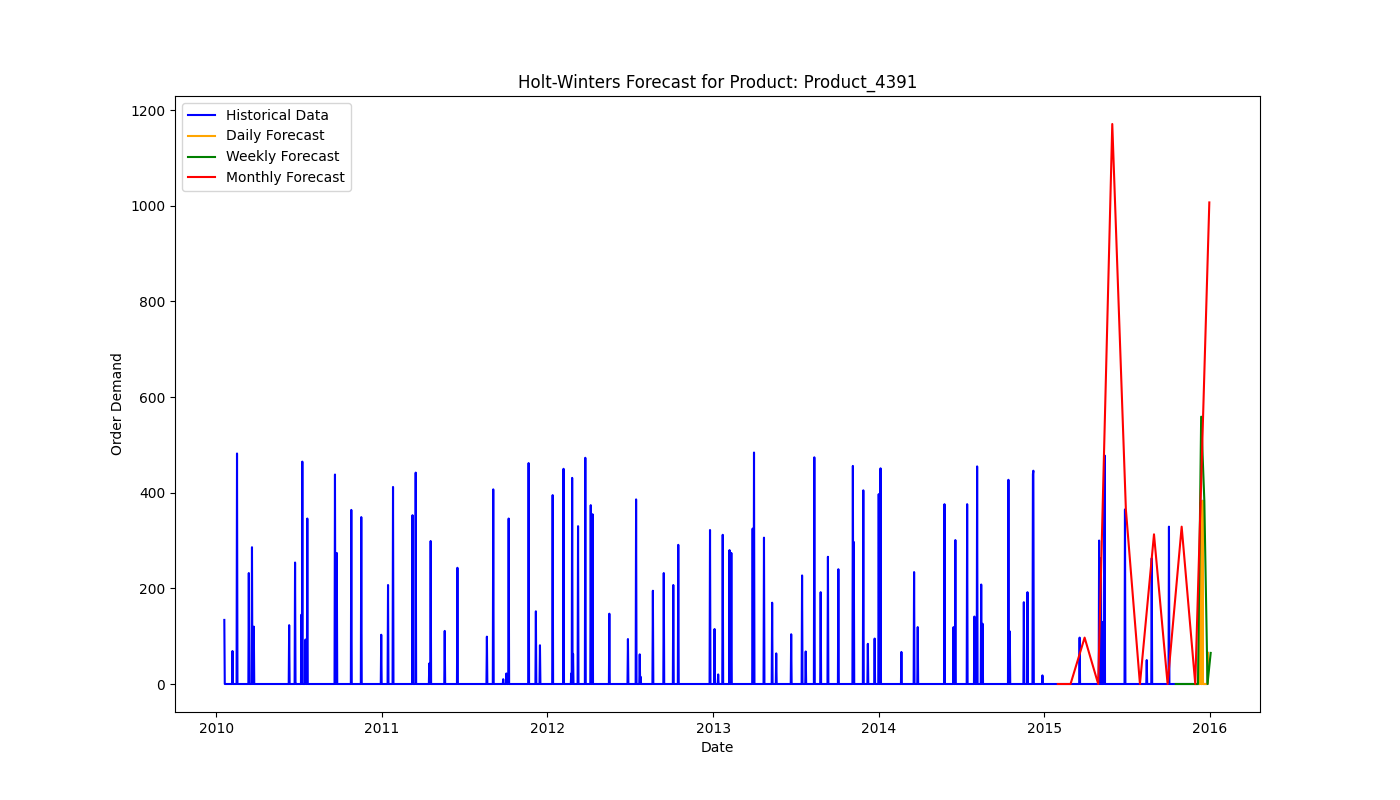 Holt-Winters Forecast for Product: Product_4391
Historical Data
Daily Forecast
Weekly Forecast
Monthly Forecast
1200
1000
800
600
400
200
0
Order Demand
2010 2011 2012 2013 2014 2015 2016
Date